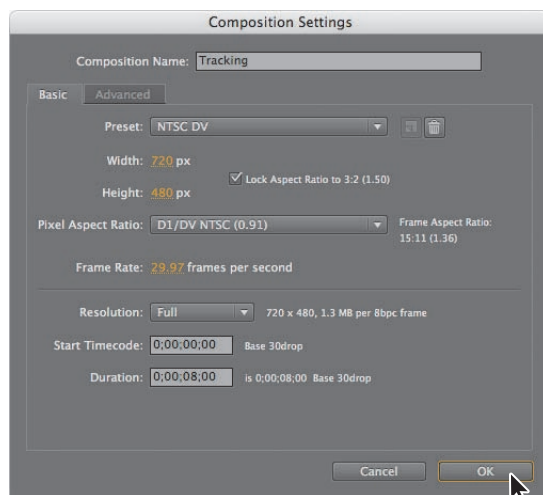 Composition Settings
Composition Name: Tracking
Basic Advanced
Preset: NTSC DV
Width: 720 px
Lock Aspect Ratio to 3:2 (1.50)
Height: 480 px
Pixel Aspect Ratio: D1/DV NTSC (0.91) Frame Aspect Ratio:
15:11 (1.36)
Frame Rate: 29.97 frames per second
Resolution: Full 720 x 480, 1.3 MB per 8bpc frame
Start Timecode: 0;00;00;00 Base 30drop
Duration: 0;00;08;00 is 0;00;08;00 Base 30drop
Cancel OK